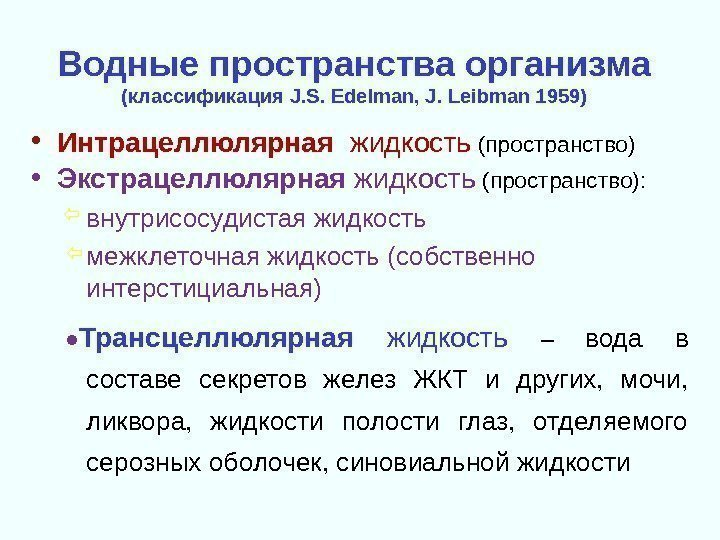 Водные пространства организма
(классификация J.S. Edelman, J. Leibman 1959)
• Интрацеллюлярная жидкость (пространство)
• Экстрацеллюлярная жидкость (пространство):
внутрисосудистая жидкость
межклеточная жидкость (собственно
интерстициальная)
•Трансцеллюлярная жидкость – вода в
составе секретов желез ЖКТ и других, мочи,
ликвора, жидкости полости глаз, отделяемого
серозных оболочек, синовиальной жидкости